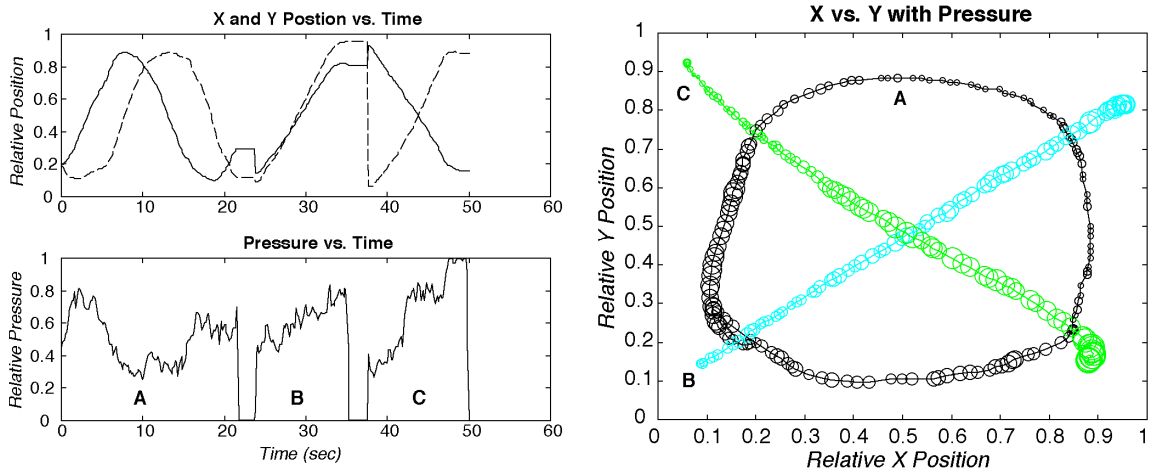 X and Y Postion vs. Time
Relative Position
1
0.8
0.6
0.4
0.2
0
0 10 20 30 40 50 60
Pressure vs. Time
Relative Pressure
1
0.8
0.6
0.4
0.2
0
A B C
0 10 20 30 40 50 60
Time (sec)
X vs. Y with Pressure
Relative Y Position
1
0.9
0.8
0.7
0.6
0.5
0.4
0.3
0.2
0.1
0
C
A
B
0 0.1 0.2 0.3 0.4 0.5 0.6 0.7 0.8 0.9 1
Relative X Position